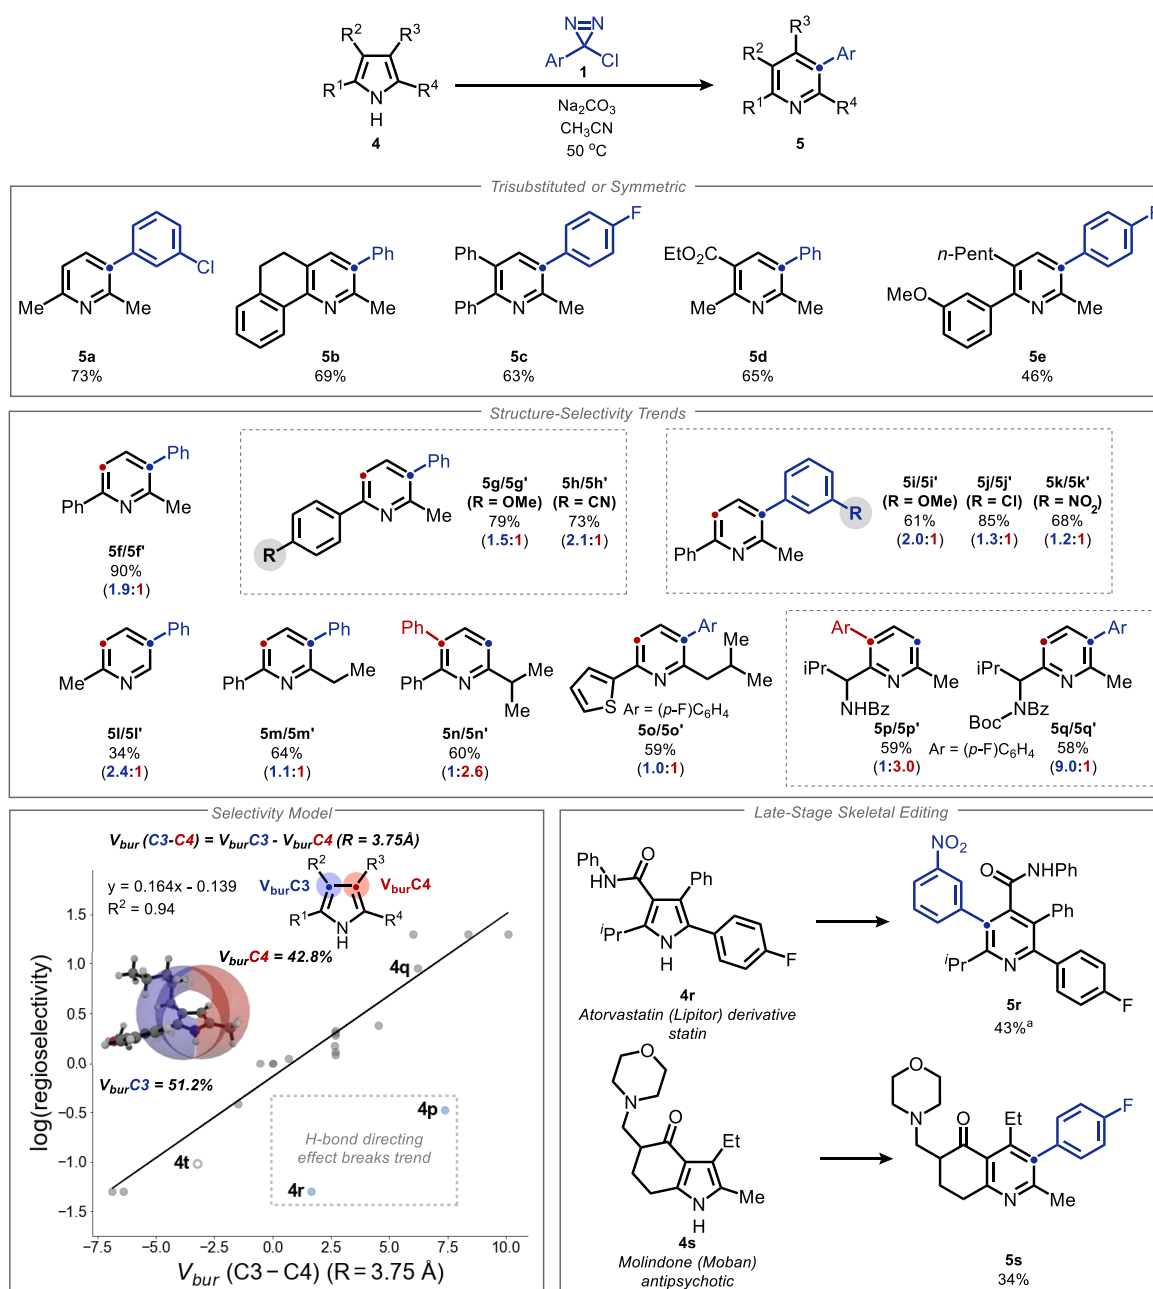 R2 R3
R1 N H R4
4
N=N
Ar Cl
1
Na2CO3
CH3CN
50 oC
R3
R2 Ar
R1 N R4
5
Trisubstituted or Symmetric
Me N Me Cl
5a
73%
Ph
N Me
5b
69%
F
Ph
Ph N Me
5c
63%
EtO2C Ph
Me N Me
5d
65%
F
n-Pent
MeO N Me
5e
46%
Structure-Selectivity Trends
Ph
Ph N Me
5f/5f'
90%
(1.9:1)
Ph
N Me
R
5g/5g'
(R = OMe)
79%
(1.5:1)
5h/5h'
(R = CN)
73%
(2.1:1)
R
Ph N Me
5i/5i'
(R = OMe)
61%
(2.0:1)
5j/5j'
(R = Cl)
85%
(1.3:1)
5k/5k'
(R = NO2)
68%
(1.2:1)
Ph
Me N
5l/5l'
34%
(2.4:1)
Ph
Ph N Me
5m/5m'
64%
(1.1:1)
Ph
Ph N Me
Me
5n/5n'
60%
(1:2.6)
Ar Me
N Me
S
Ar = (p-F)C6H4
5o/5o'
59%
(1.0:1)
Ar
iPr N Me
NHBz
5p/5p'
59%
(1:3.0)
Ar = (p-F)C6H4
Ar
iPr N Me
Boc N Bz
5q/5q'
58%
(9.0:1)
Selectivity Model
Vbur (C3-C4) = VburC3 - VburC4 (R = 3.75Å)
y = 0.164x - 0.139
R2 = 0.94
R2 R3
VburC3 VburC4
R1 N H R4
VburC4 = 42.8%
VburC3 = 51.2%
4q
4p
4t
4r
H-bond directing
effect breaks trend
log(regioselectivity)
1.5
1.0
0.5
0.0
−0.5
−1.0
−1.5
−7.5 −5.0 −2.5 0.0 2.5 5.0 7.5 10.0
Vbur (C3−C4) (R = 3.75 Å)
Late-Stage Skeletal Editing
PhHN O
Ph
iPr N H F
4r
Atorvastatin (Lipitor) derivative
statin
NO2
O NHPh
Ph
iPr N
F
5r
43%a
O
N O Et
Me
N
H
4s
Molindone (Moban)
antipsychotic
O
N O Et F
N Me
5s
34%